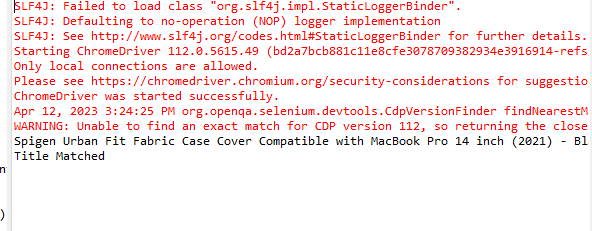 SLF4J: Failed to load class "org.slf4j.impl.StaticLoggerBinder".
SLF4J: Defaulting to no-operation (NOP) logger implementation
SLF4J: See http://www.slf4j.org/codes.html#StaticLoggerBinder for further details.
Starting ChromeDriver 112.0.5615.49 (bd2a7bcb881c11e8cfe3078709382934e3916914-refs
Only local connections are allowed.
Please see https://chromedriver.chromium.org/security-considerations for suggestio
ChromeDriver was started successfully.
Apr 12, 2023 3:24:25 PM org.openqa.selenium.devtools.CdpVersionFinder findNearestM
WARNING: Unable to find an exact match for CDP version 112, so returning the close
Spigen Urban Fit Fabric Case Cover Compatible with MacBook Pro 14 inch (2021) - Bl
Title Matched
n
)